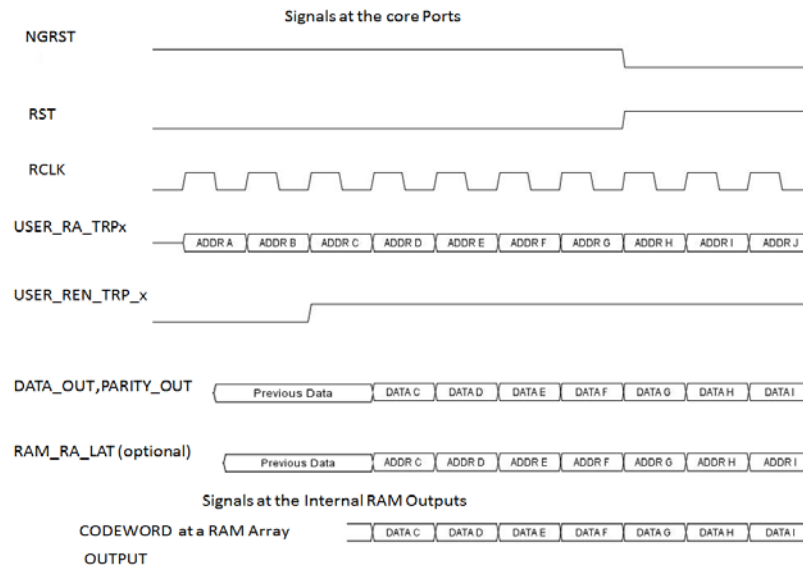 Signals at the core Ports
NGRST
RST
RCLK
USER_RA_TRPx
ADDR A ADDR B ADDR C ADDR D ADDR E ADDR F ADDR G ADDR H ADDR I ADDR J
USER_REN_TRP_x
DATA_OUT,PARITY_OUT
Previous Data DATA C DATA D DATA E DATA F DATA G DATA H DATA I
RAM_RA_LAT (optional)
Previous Data ADDR C ADDR D ADDR E ADDR F ADDR G ADDR H ADDR I
Signals at the Internal RAM Outputs
CODEWORD at a RAM Array
DATA C DATA D DATA E DATA F DATA G DATA H DATA I
OUTPUT